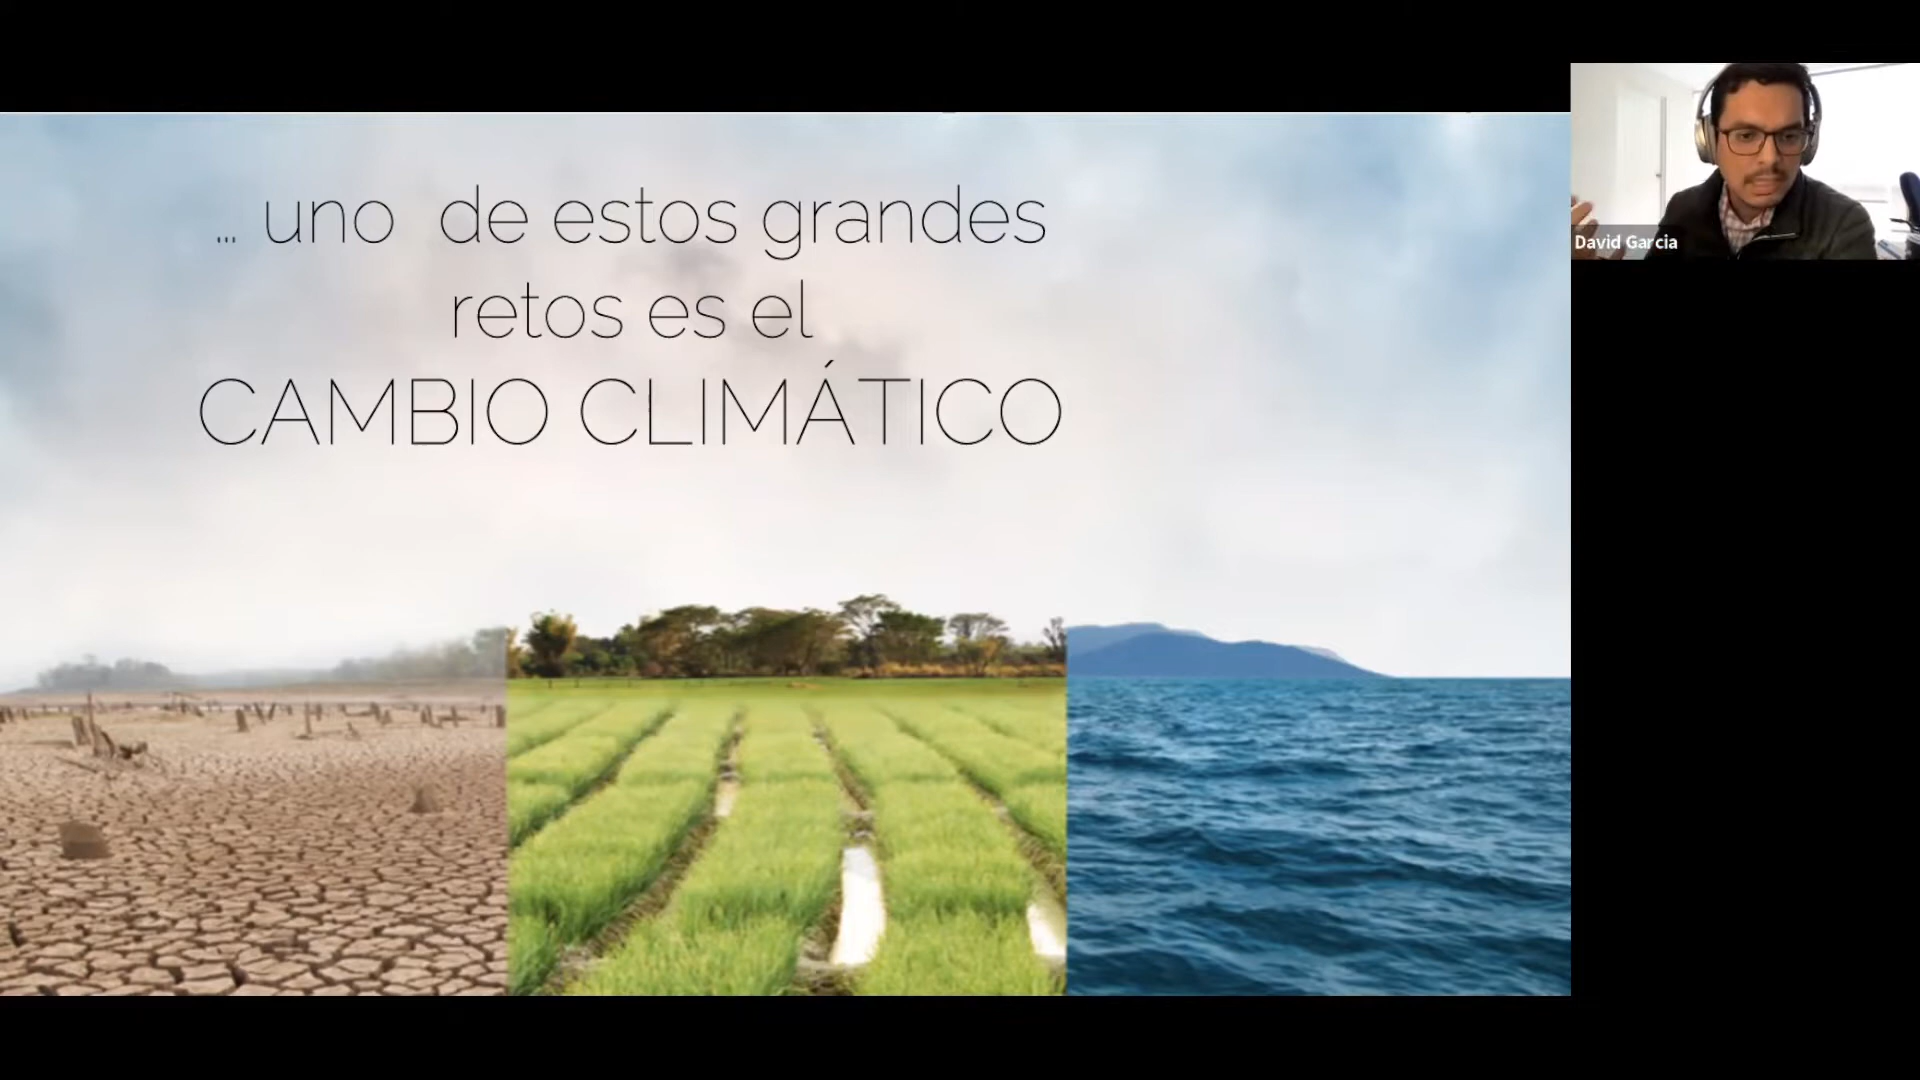 ... uno de estos grandes
retos es el
CAMBIO CLIMÁTICO
David Garcia